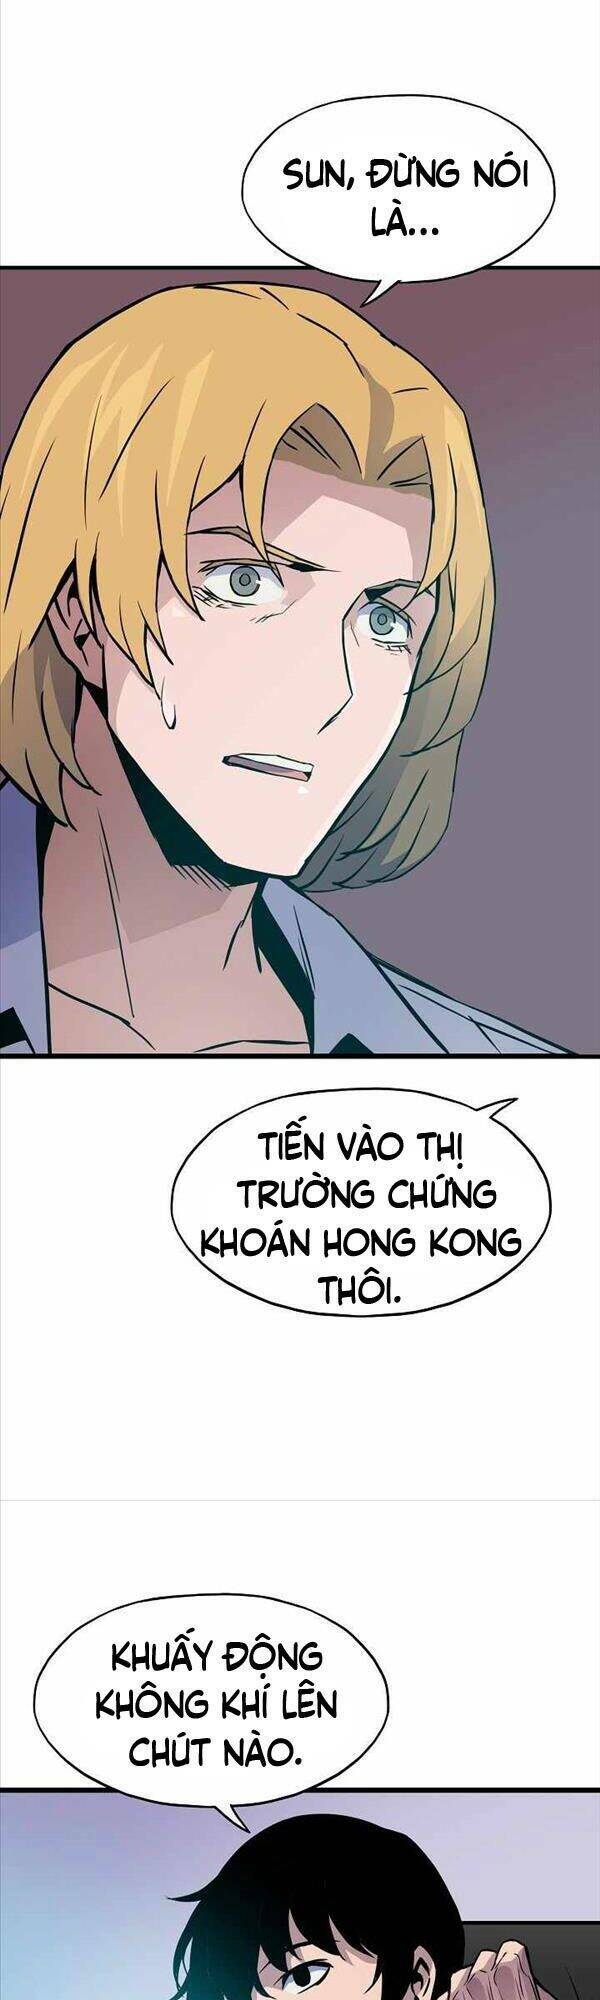 SUN, ĐỪNG NÓI
LÀ...
TIẾN VÀO THỊ
TRƯỜNG CHỨNG
KHOÁN HONG KONG
THÔI.
KHUẤY ĐỘNG
KHÔNG KHÍ LÊN
CHÚT NÀO.